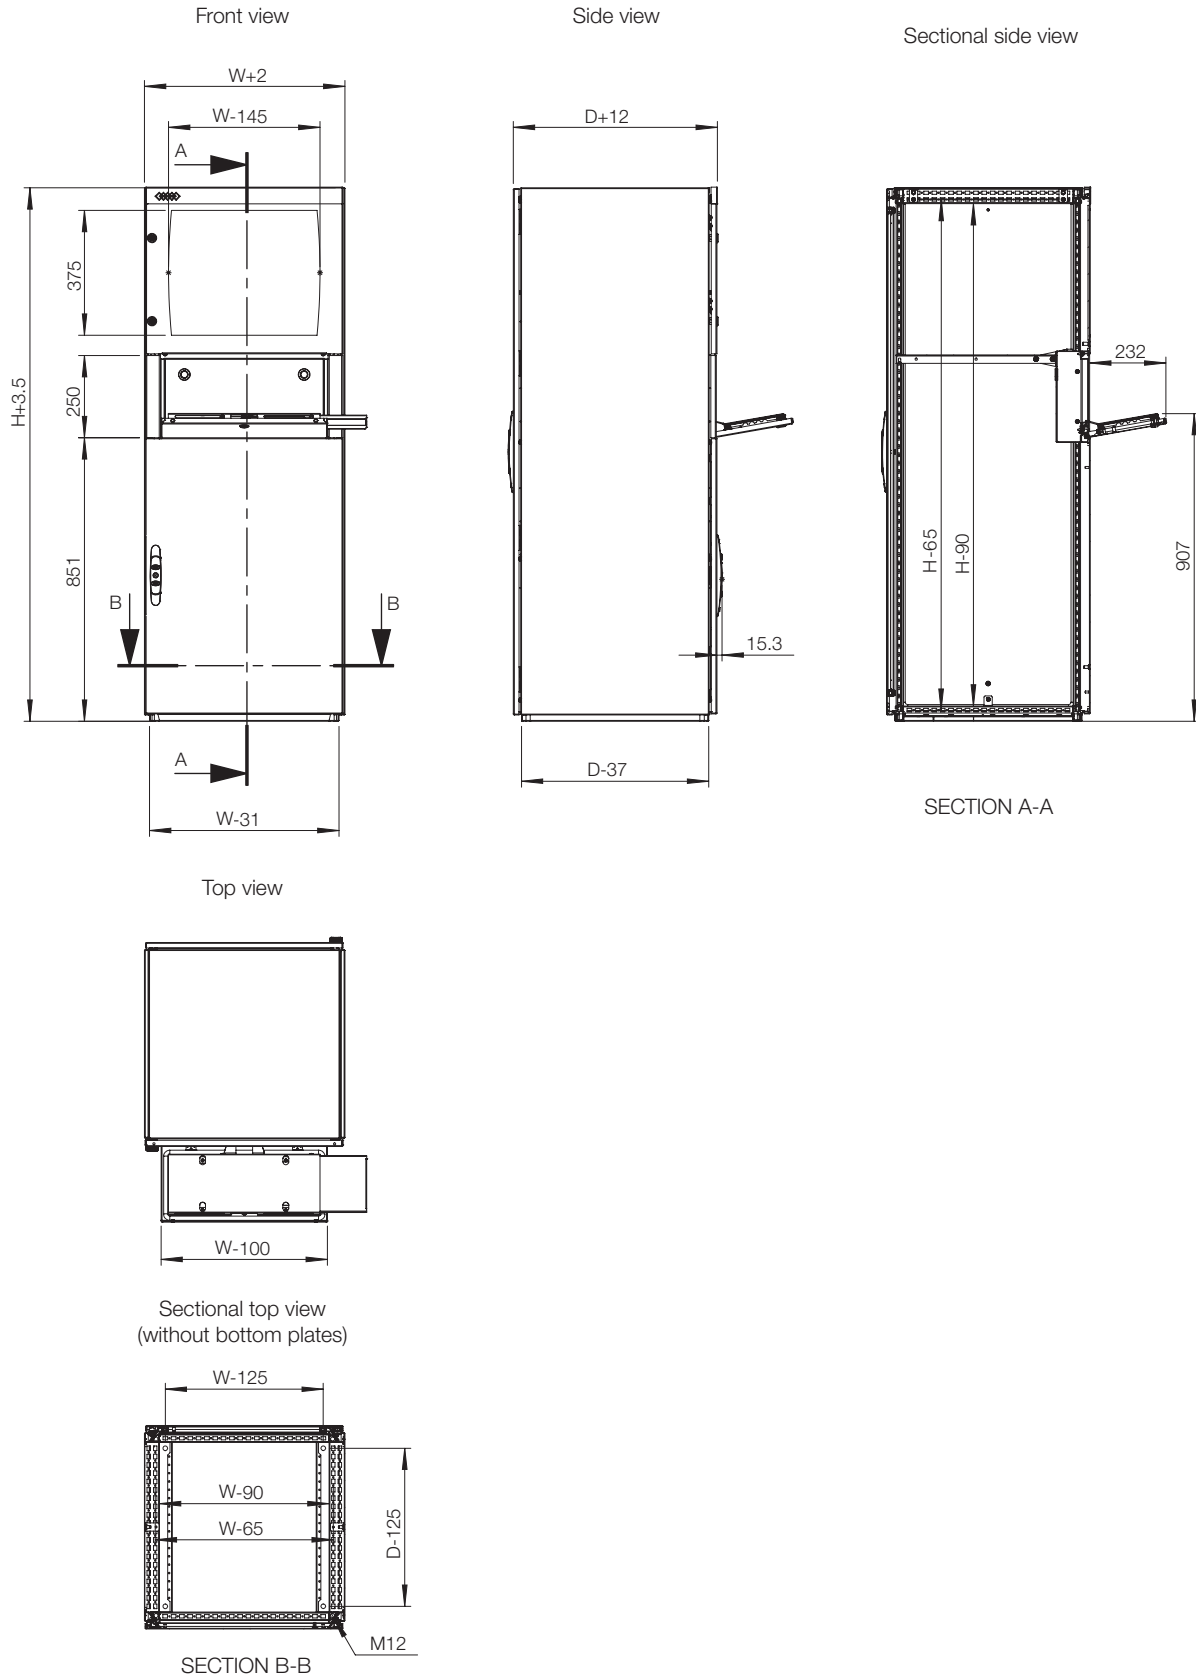 Front view
Side view
Sectional side view
W+2
W-145
A
D+12
H+3.5
375
250
851
232
H-65
H-90
907
B
B
15.3
A
W-31
D-37
SECTION A-A
Top view
W-100
Sectional top view
(without bottom plates)
W-125
W-90
W-65
D-125
M12
SECTION B-B